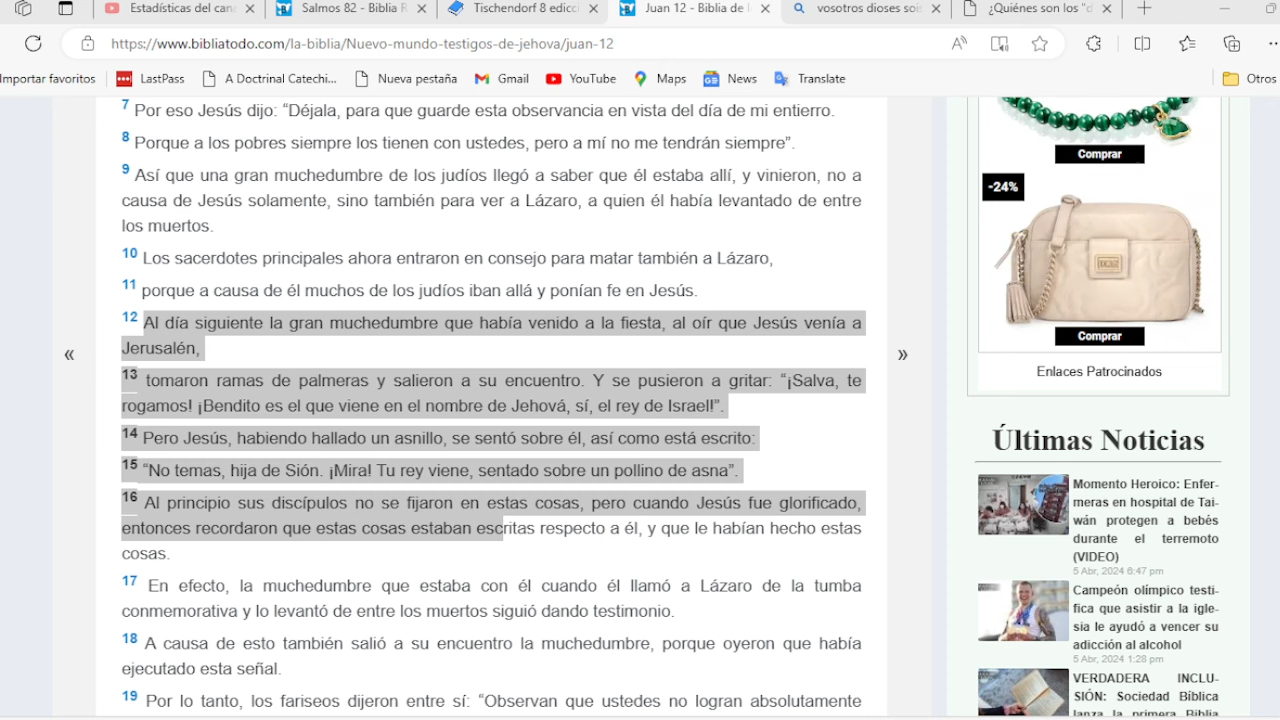 Estadísticas del cana
Salmos 82 - Biblia R
Tischendorf 8 edicci
Juan 12 - Biblia de l
vosotros dioses sois
¿Quiénes son los "d
https://www.bibliatodo.com/la-biblia/Nuevo-mundo-testigos-de-jehova/juan-12
Importar favoritos
LastPass
A Doctrinal Catechi...
Nueva pestaña
Gmail
YouTube
Maps
News
Translate
Otros
7 Por eso Jesús dijo: “Déjala, para que guarde esta observancia en vista del día de mi entierro.
8 Porque a los pobres siempre los tienen con ustedes, pero a mí no me tendrán siempre”.
9 Así que una gran muchedumbre de los judíos llegó a saber que él estaba allí, y vinieron, no a
causa de Jesús solamente, sino también para ver a Lázaro, a quien él había levantado de entre
los muertos.
10 Los sacerdotes principales ahora entraron en consejo para matar también a Lázaro,
11 porque a causa de él muchos de los judíos iban allá y ponían fe en Jesús.
12 Al día siguiente la gran muchedumbre que había venido a la fiesta, al oír que Jesús venía a
Jerusalén,
13 tomaron ramas de palmeras y salieron a su encuentro. Y se pusieron a gritar: “¡Salva, te
rogamos! ¡Bendito es el que viene en el nombre de Jehová, sí, el rey de Israel!”.
14 Pero Jesús, habiendo hallado un asnillo, se sentó sobre él, así como está escrito:
15 “No temas, hija de Sión. ¡Mira! Tu rey viene, sentado sobre un pollino de asna”.
16 Al principio sus discípulos no se fijaron en estas cosas, pero cuando Jesús fue glorificado,
entonces recordaron que estas cosas estaban escritas respecto a él, y que le habían hecho estas
cosas.
17 En efecto, la muchedumbre que estaba con él cuando él llamó a Lázaro de la tumba
conmemorativa y lo levantó de entre los muertos siguió dando testimonio.
18 A causa de esto también salió a su encuentro la muchedumbre, porque oyeron que había
ejecutado esta señal.
19 Por lo tanto, los fariseos dijeron entre sí: “Observan que ustedes no logran absolutamente
«
»
Comprar
-24%
Comprar
Enlaces Patrocinados
Últimas Noticias
Momento Heroico: Enfer-
meras en hospital de Tai-
wán protegen a bebés
durante el terremoto
(VIDEO)
5 Abr, 2024 6:47 pm
Campeón olímpico testi-
fica que asistir a la igle-
sia le ayudó a vencer su
adicción al alcohol
5 Abr, 2024 1:28 pm
VERDADERA INCLU-
SIÓN: Sociedad Bíblica
lanza la primera Biblia